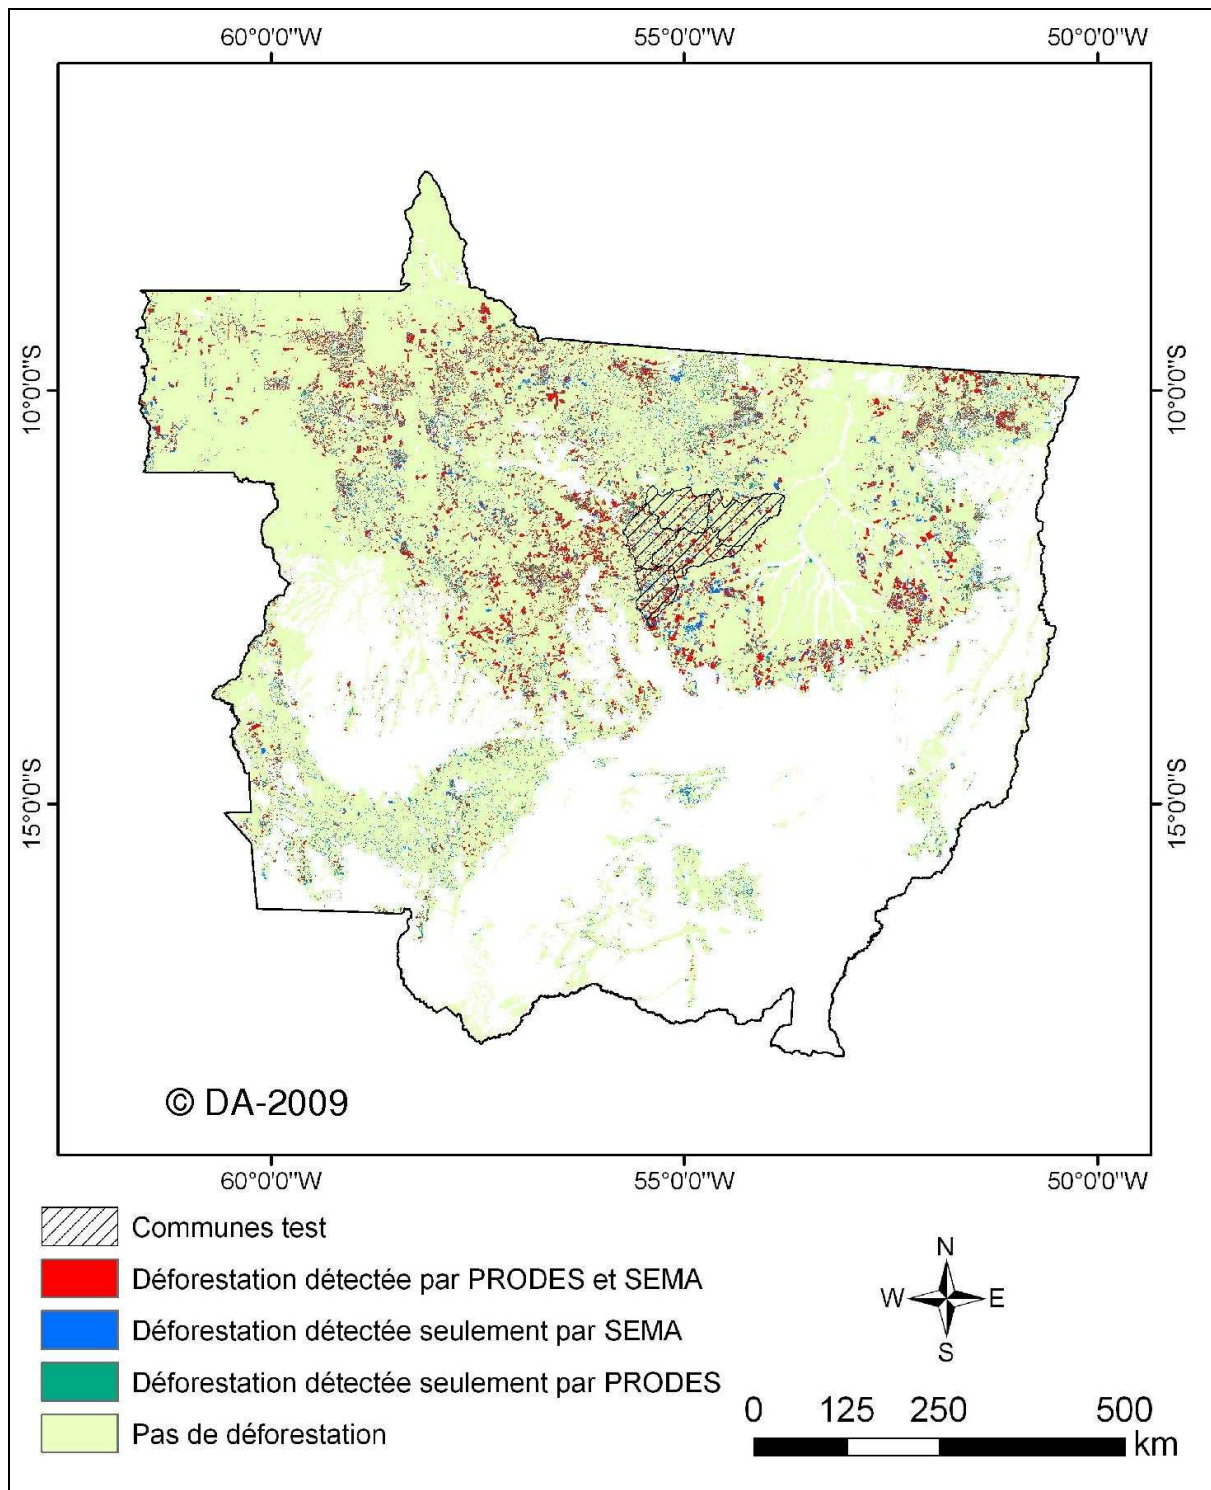 60°0'0"W 55°0'0"W 50°0'0"W
10°0'0"S 10°0'0"S
15°0'0"S 15°0'0"S
© DA-2009
60°0'0"W 55°0'0"W 50°0'0"W
Communes test
Déforestation détectée par PRODES et SEMA
Déforestation détectée seulement par SEMA
Déforestation détectée seulement par PRODES
Pas de déforestation
N
W E
S
0 125 250 500
km